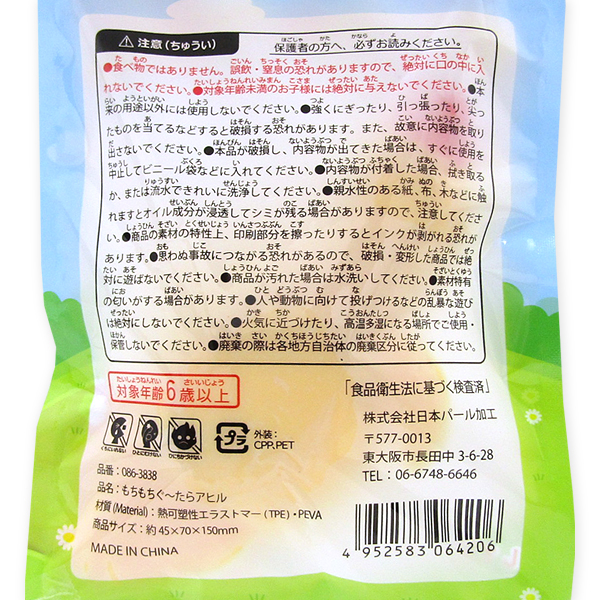 注意(ちゅうい) 保護者の方へ、必ずお読みください。
●食べ物ではありません。誤飲・窒息の恐れがありますので、絶対に口の中に入
れないでください。●対象年齢未満のお子様には絶対に与えないでください。●本
来の用途以外には使用しないでください。●強くにぎったり、引っ張ったり、尖っ
たものを当てるなどすると破損する恐れがあります。また、故意に内容物を取り
出さないでください。●本品が破損し、内容物が出てきた場合は、すぐに使用を
中止してビニール袋などに入れてください。●内容物が付着した場合、拭き取る
か、または流水できれいに洗浄してください。●親水性のある紙、布、木などに触
れますとオイル成分が浸透してシミが残る場合がありますので、注意してくださ
い。●商品の素材の特性上、印刷部分を擦ったりするとインクが剥がれる恐れが
あります。●思わぬ事故につながる恐れがあるので、破損・変形した商品では絶
対に遊ばないでください。●商品が汚れた場合は水洗いしてください。●素材特有
の匂いがする場合があります。●人や動物に向けて投げつけるなどの乱暴な遊び
は絶対にしないでください。●火気に近づけたり、高温多湿になる場所でご使用・
保管しないでください。●廃棄の際は各地方自治体の廃棄区分に従ってください。
対象年齢6歳以上
「食品衛生法に基づく検査済」
株式会社日本パール加工
〒577-0013
東大阪市長田中3-6-28
TEL: 06-6748-6646
プラ
外装:
CPP.PET
品番: 086-3838
品名: もちもちぐ〜たらアヒル
材質(Material): 熱可塑性エラストマー(TPE)・PEVA
商品サイズ: 約45×70×150mm
MADE IN CHINA
4 952583 064206